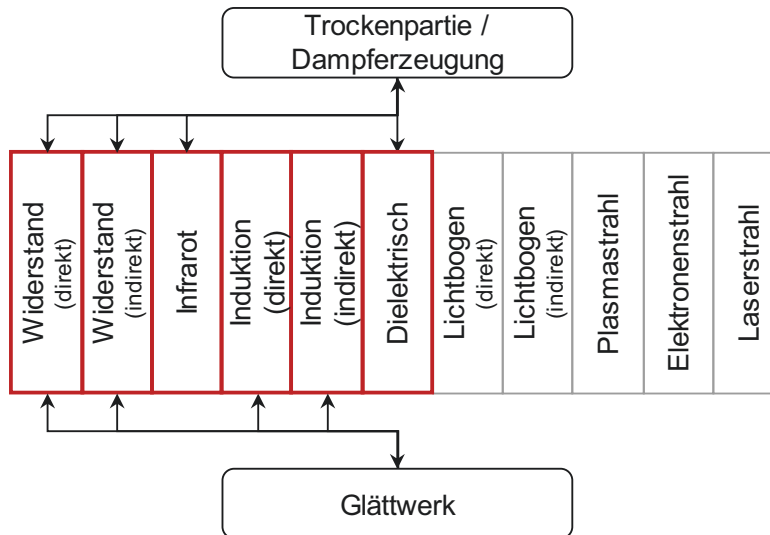 Trockenpartie /
Dampferzeugung
Widerstand
(direkt)
Widerstand
(indirekt)
Infrarot
Induktion
(direkt)
Induktion
(indirekt)
Dielektrisch
Lichtbogen
(direkt)
Lichtbogen
(indirekt)
Plasmastrahl
Elektronenstrahl
Laserstrahl
Glättwerk